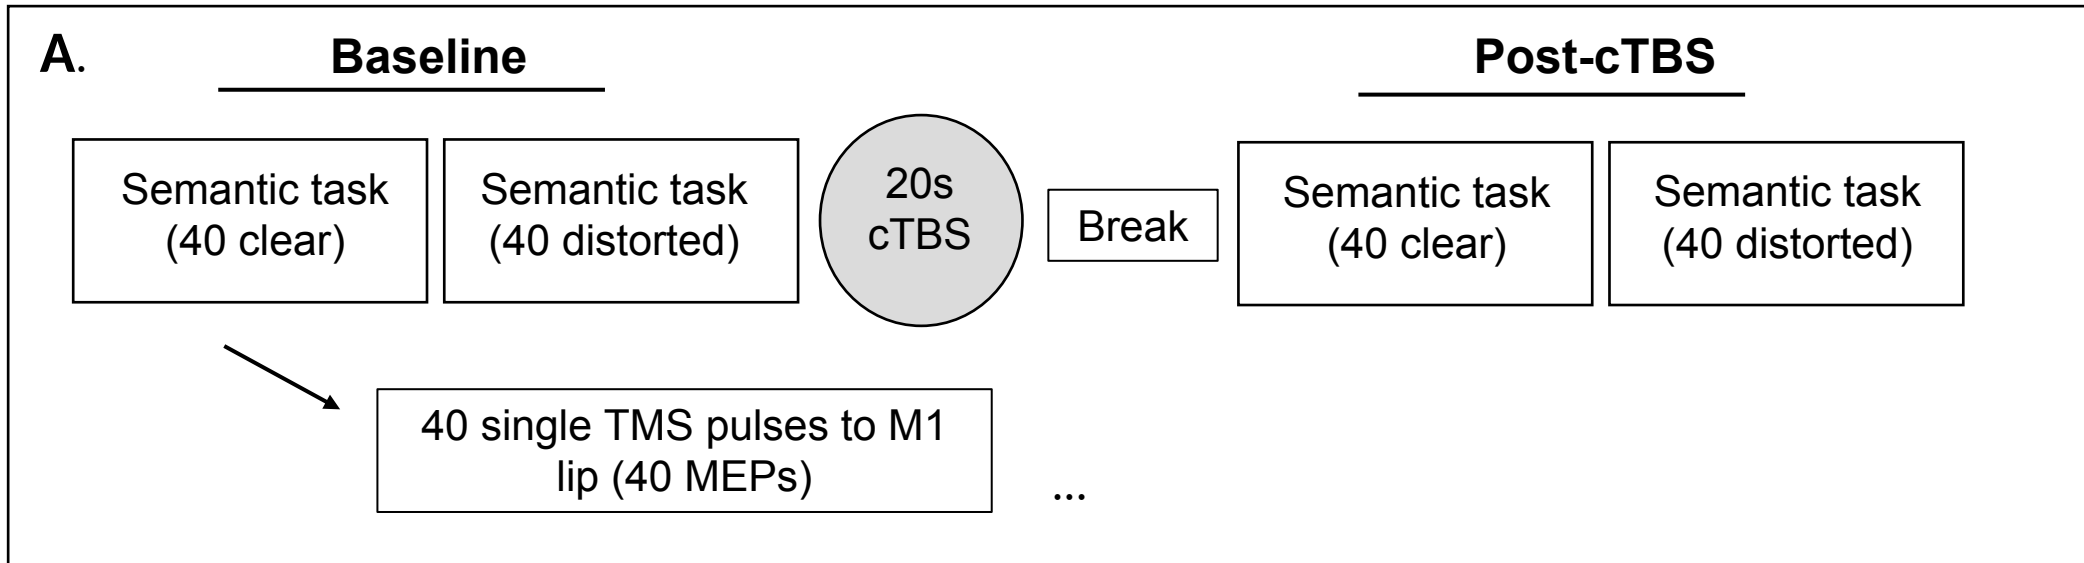 A.
Baseline
Post-cTBS
Semantic task
(40 clear)
Semantic task
(40 distorted)
20s
cTBS
Break
Semantic task
(40 clear)
Semantic task
(40 distorted)
40 single TMS pulses to M1
lip (40 MEPs)
...